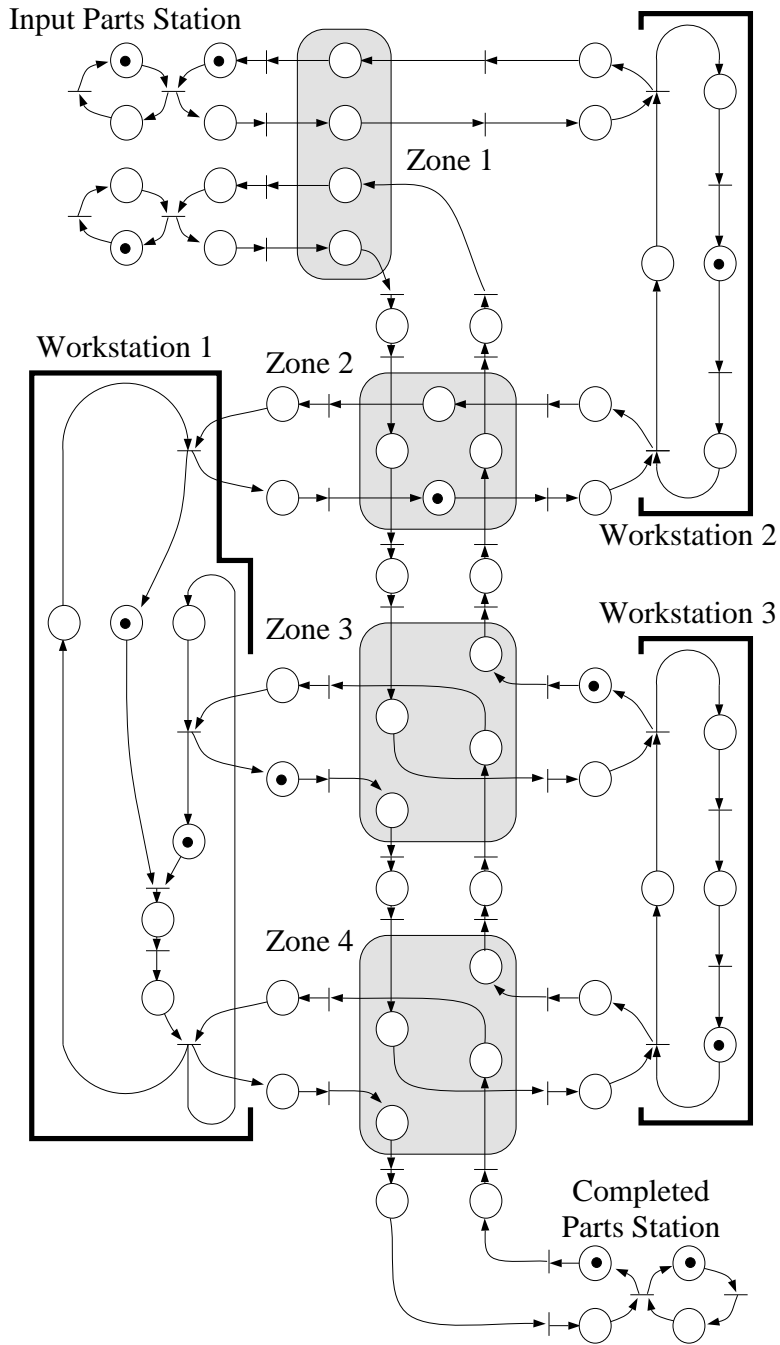 Input Parts Station
Zone 1
Workstation 1
Zone 2
Workstation 2
Workstation 3
Zone 3
Zone 4
Completed
Parts Station